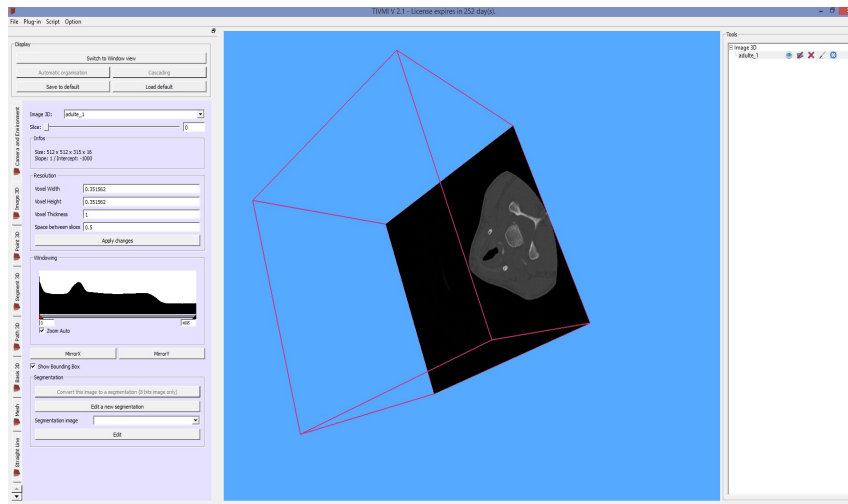 TIVMI V 2.1 - License expires in 252 day(s).
File Plug-in Script Option
Display
Switch to Window view
Automatic organisation Cascading
Save to default Load default
Camera and Environment
Image 3D
Point 3D
Segment 3D
Path 3D
Basic 3D
Mesh
Straight Line
Image 3D: adulte_1
Slice: 0
Infos
Size: 512 x 512 x 315 x 16
Slope: 1 / Intercept: -1000
Resolution
Voxel Width 0.351562
Voxel Height 0.351562
Voxel Thickness 1
Space between slices 0.5
Apply changes
Windowing
Zoom Auto
MirrorX MirrorY
Show Bounding Box
Segmentation
Convert this image to a segmentation (8 bits image only)
Edit a new segmentation
Segmentation image
Edit
Tools
Image 3D
adulte_1